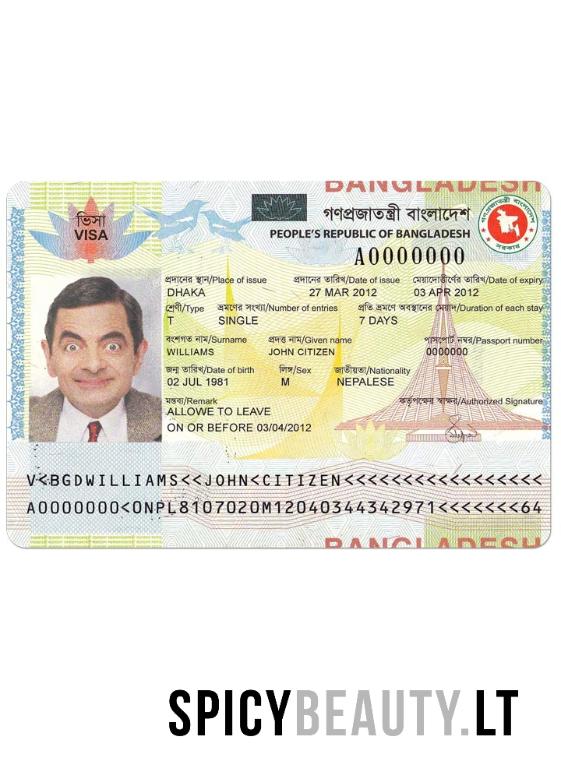 BANGLADESH
ভিসা
VISA
গণপ্রজাতন্ত্রী বাংলাদেশ
PEOPLE'S REPUBLIC OF BANGLADESH
গণপ্রজাতন্ত্রী বাংলাদেশ
সরকার
A0000000
প্রদানের স্থান/Place of issue প্রদানের তারিখ/Date of issue মেয়াদোত্তীর্ণের তারিখ/Date of expiry
DHAKA 27 MAR 2012 03 APR 2012
শ্রেণী/Type ভ্রমণের সংখ্যা/Number of entries প্রতি ভ্রমণে অবস্থানের মেয়াদ/Duration of each stay
T SINGLE 7 DAYS
বংশগত নাম/Surname প্রদত্ত নাম/Given name পাসপোর্ট নম্বর/Passport number
WILLIAMS JOHN CITIZEN 0000000
জন্ম তারিখ/Date of birth লিঙ্গ/Sex জাতীয়তা/Nationality
02 JUL 1981 M NEPALESE
মন্তব্য/Remark কর্তৃপক্ষের স্বাক্ষর/Authorized Signature
ALLOWE TO LEAVE
ON OR BEFORE 03/04/2012
V<BGDWILLIAMS<<JOHN<CITIZEN<<<<<<<<<<<<<<<<<
A0000000<0NPL8107020M12040344342971<<<<<<<64
BANGLADESH
SPICYBEAUTY.LT